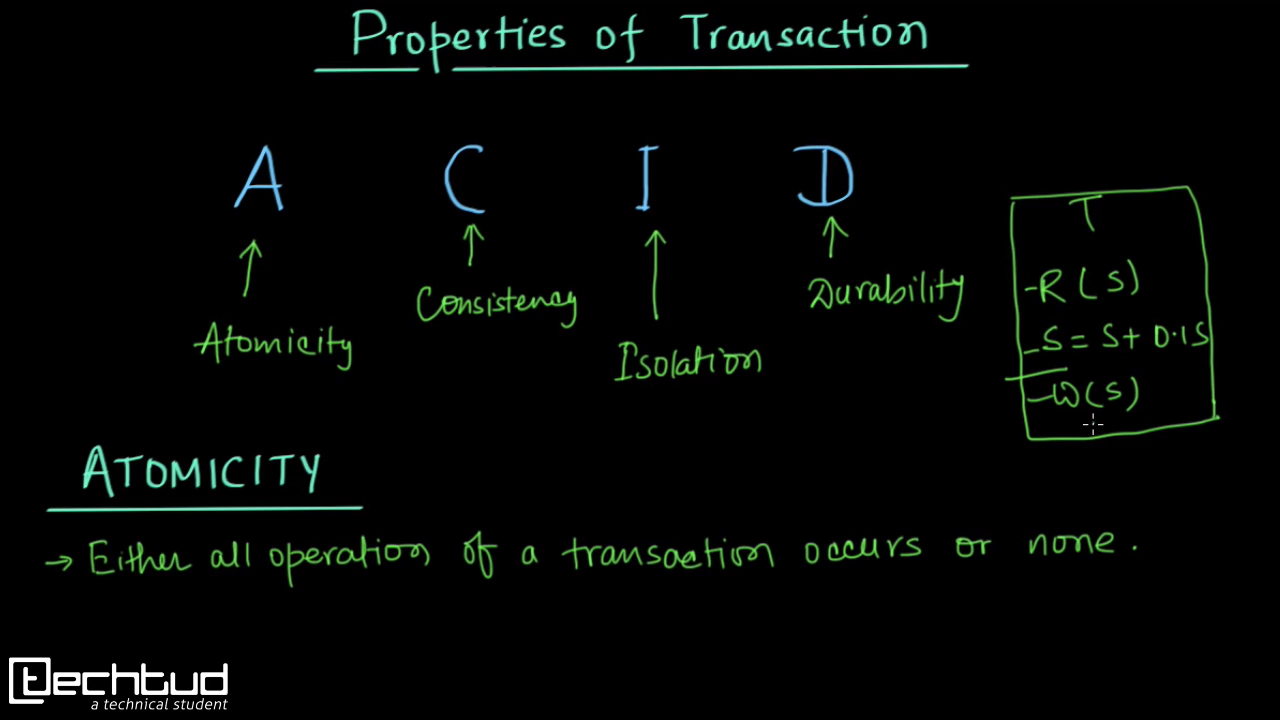 Properties of Transaction
A C I D
Atomicity
Consistency
Isolation
Durability
T
-R(S)
-S = S+ 0.1S
-W(S)
ATOMICITY
→ Either all operation of a transaction occurs or none.
techtud
a technical student